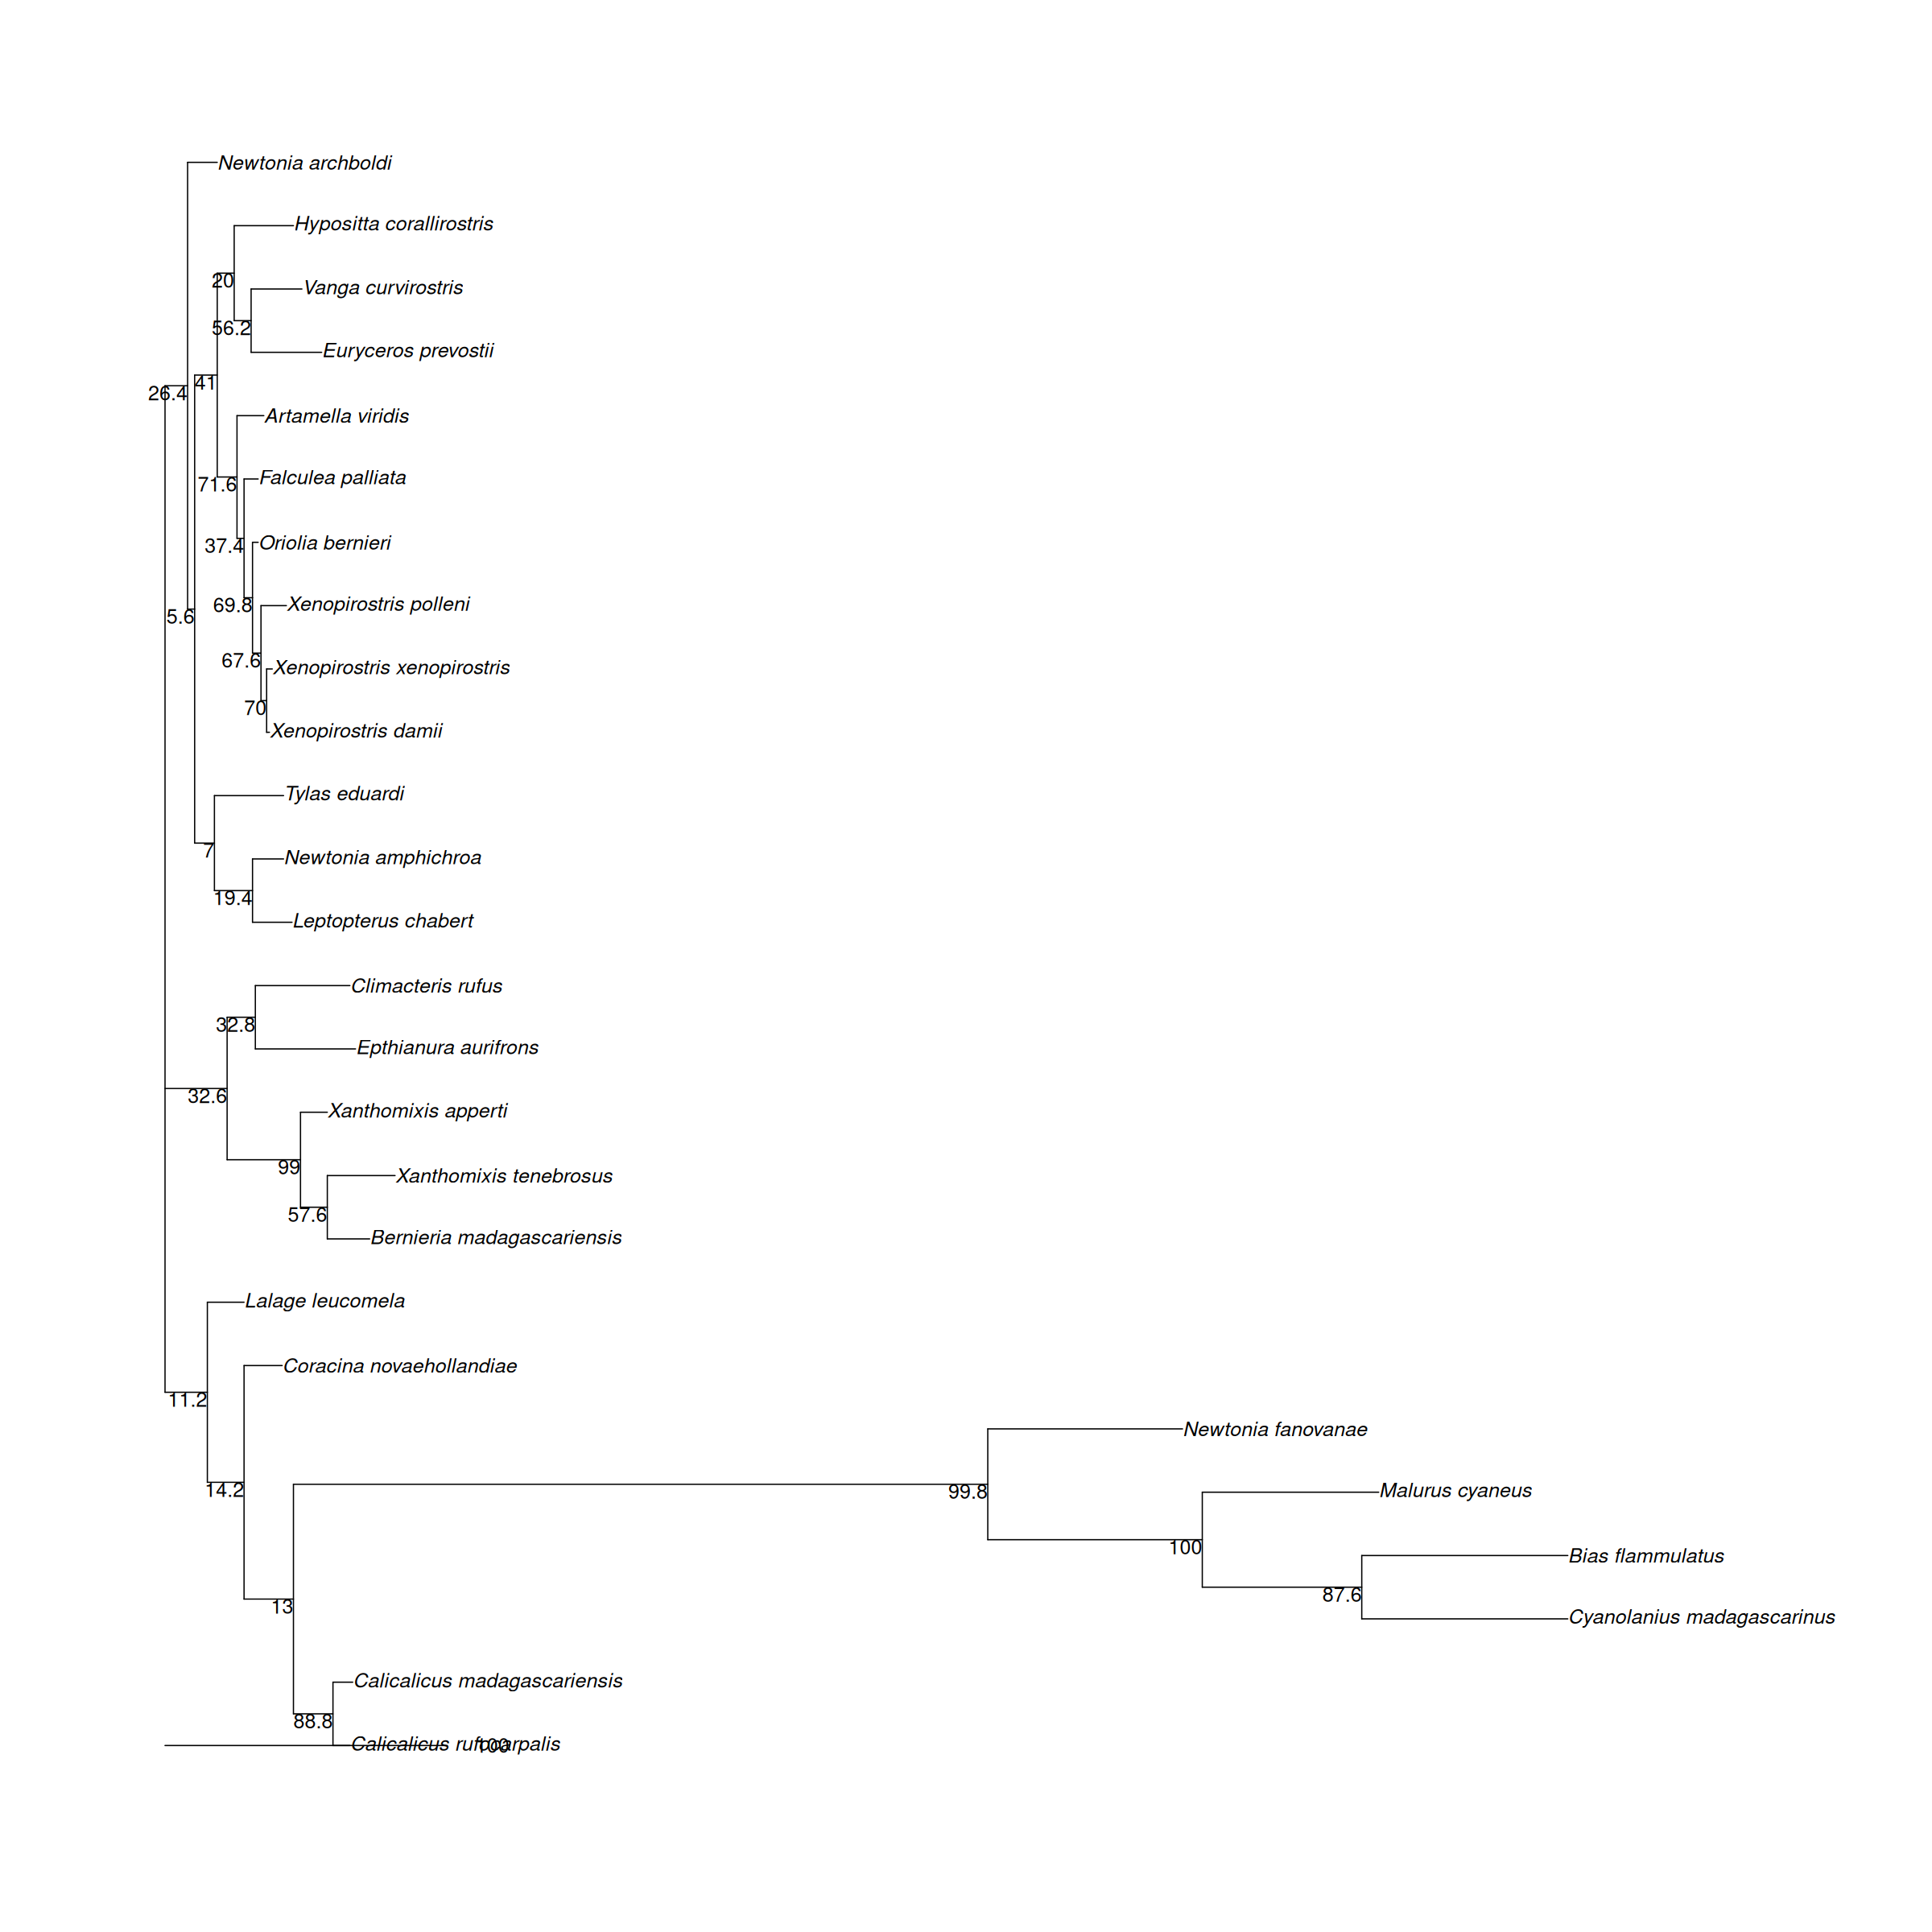 Newtonia archboldi
Hypositta corallirostris
20
Vanga curvirostris
56.2
Euryceros prevostii
41
26.4
Artamella viridis
Falculea palliata
71.6
Oriolia bernieri
37.4
Xenopirostris polleni
69.8
5.6
67.6
Xenopirostris xenopirostris
70
Xenopirostris damii
Tylas eduardi
7
Newtonia amphichroa
19.4
Leptopterus chabert
Climacteris rufus
32.8
Epthianura aurifrons
32.6
Xanthomixis apperti
99
Xanthomixis tenebrosus
57.6
Bernieria madagascariensis
Lalage leucomela
Coracina novaehollandiae
11.2
Newtonia fanovanae
14.2
99.8
Malurus cyaneus
100
Bias flammulatus
87.6
13
Cyanolanius madagascarinus
Calicalicus madagascariensis
88.8
Calicalicus rufocarpalis
100